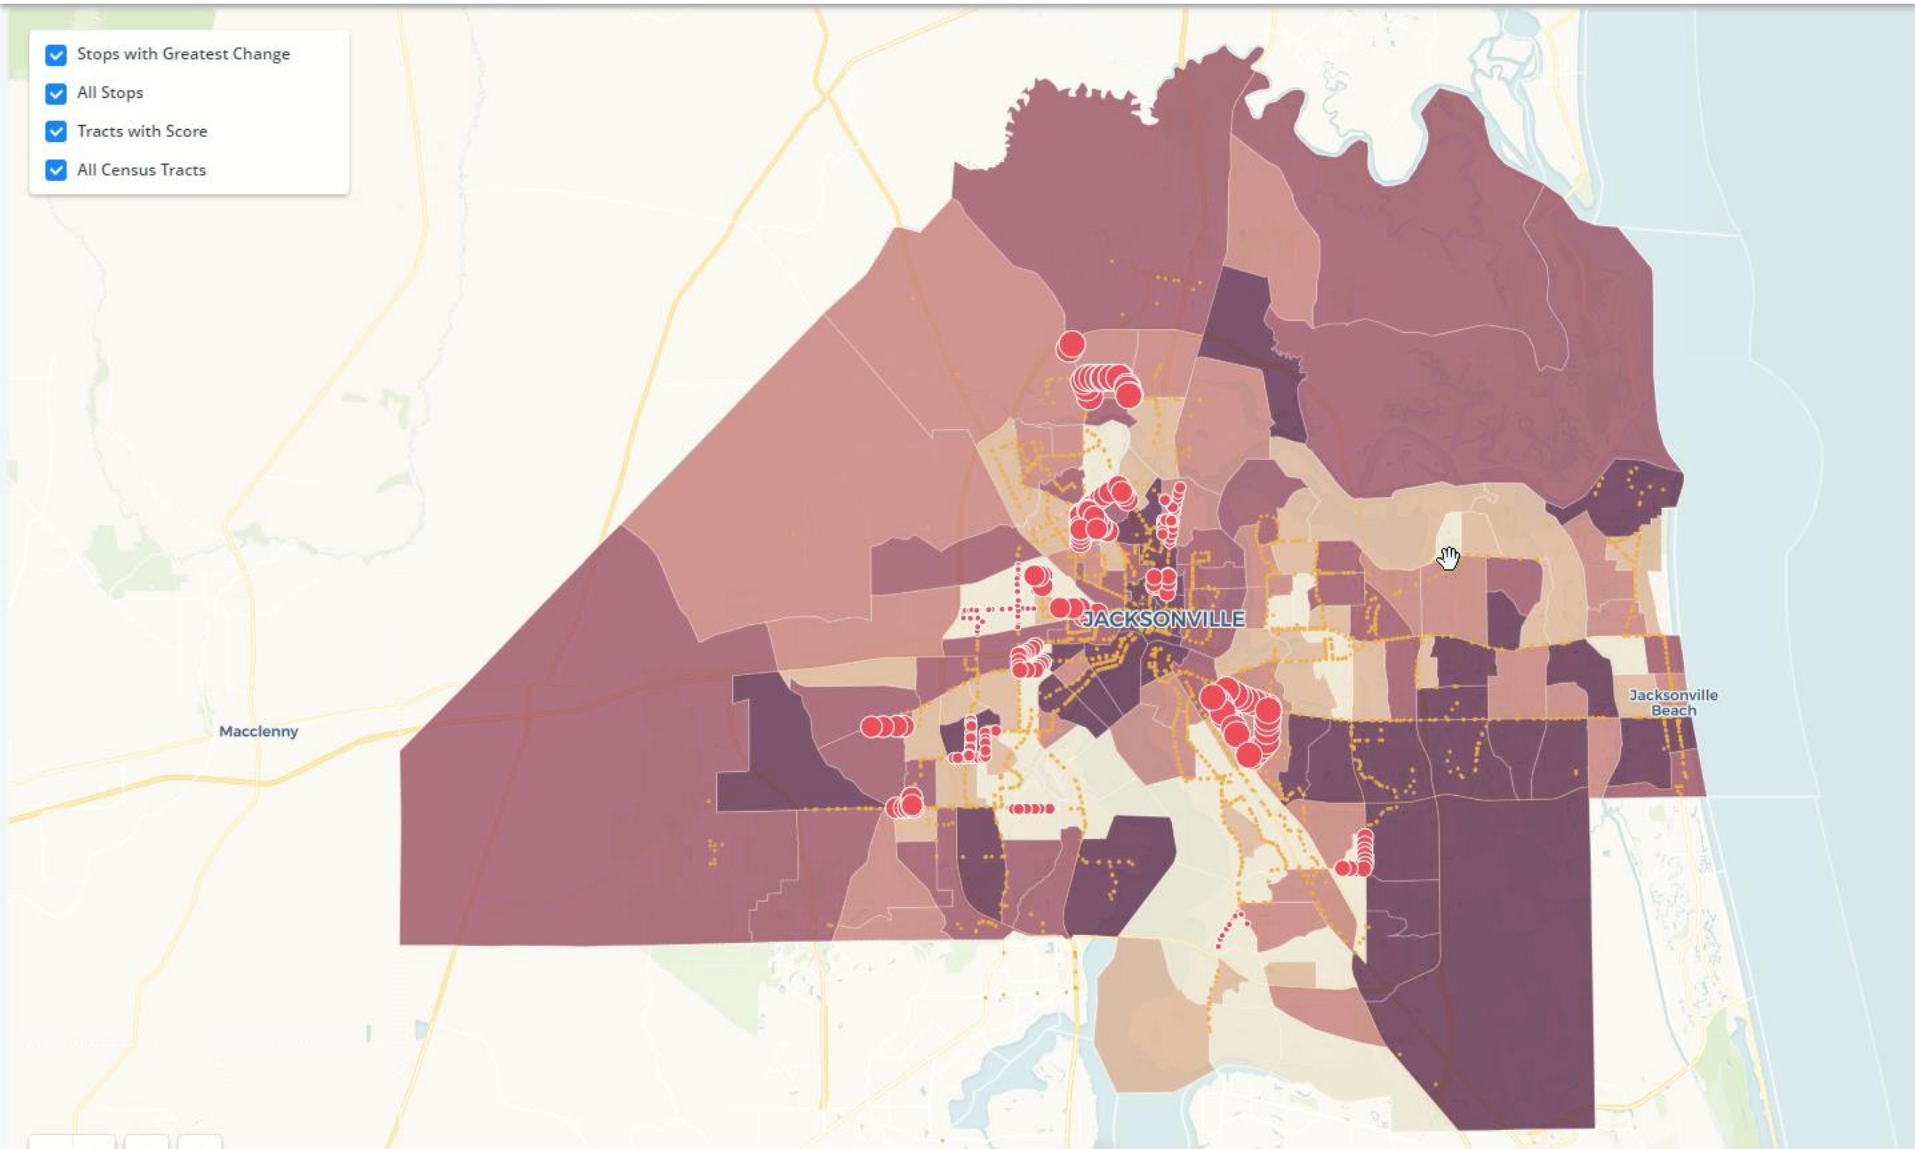 Stops with Greatest Change
All Stops
Tracts with Score
All Census Tracts
JACKSONVILLE
Jacksonville
Beach
Macclenny